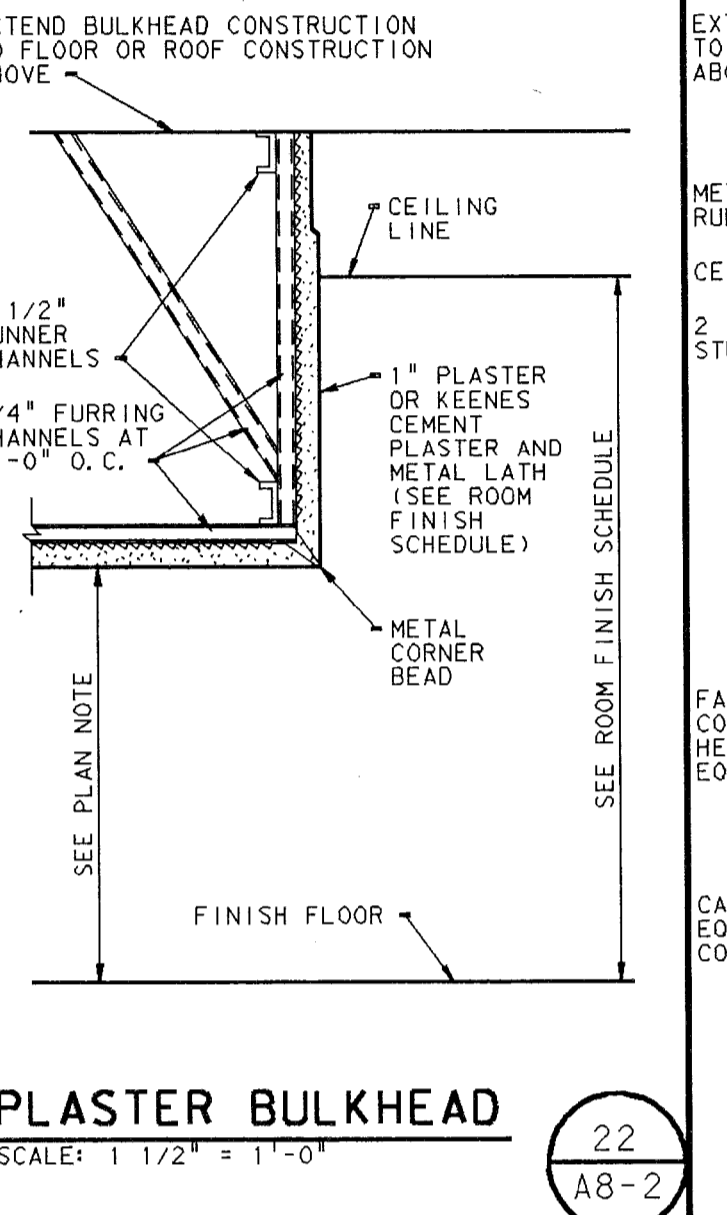 TEND BULKHEAD CONSTRUCTION
FLOOR OR ROOF CONSTRUCTION
OVE
CEILING
LINE
1/2"
UNNER
HANNELS
/4" FURRING
HANNELS AT
-0" O.C.
1" PLASTER
OR KEENES
CEMENT
PLASTER AND
METAL LATH
(SEE ROOM
FINISH
SCHEDULE)
METAL
CORNER
BEAD
SEE PLAN NOTE
SEE ROOM FINISH SCHEDULE
FINISH FLOOR
PLASTER BULKHEAD
SCALE: 1 1/2" = 1'-0"
22
A8-2
EX
TO
AB
ME
RU
CE
2
ST
FA
CO
HE
EQ
CA
EQ
CO